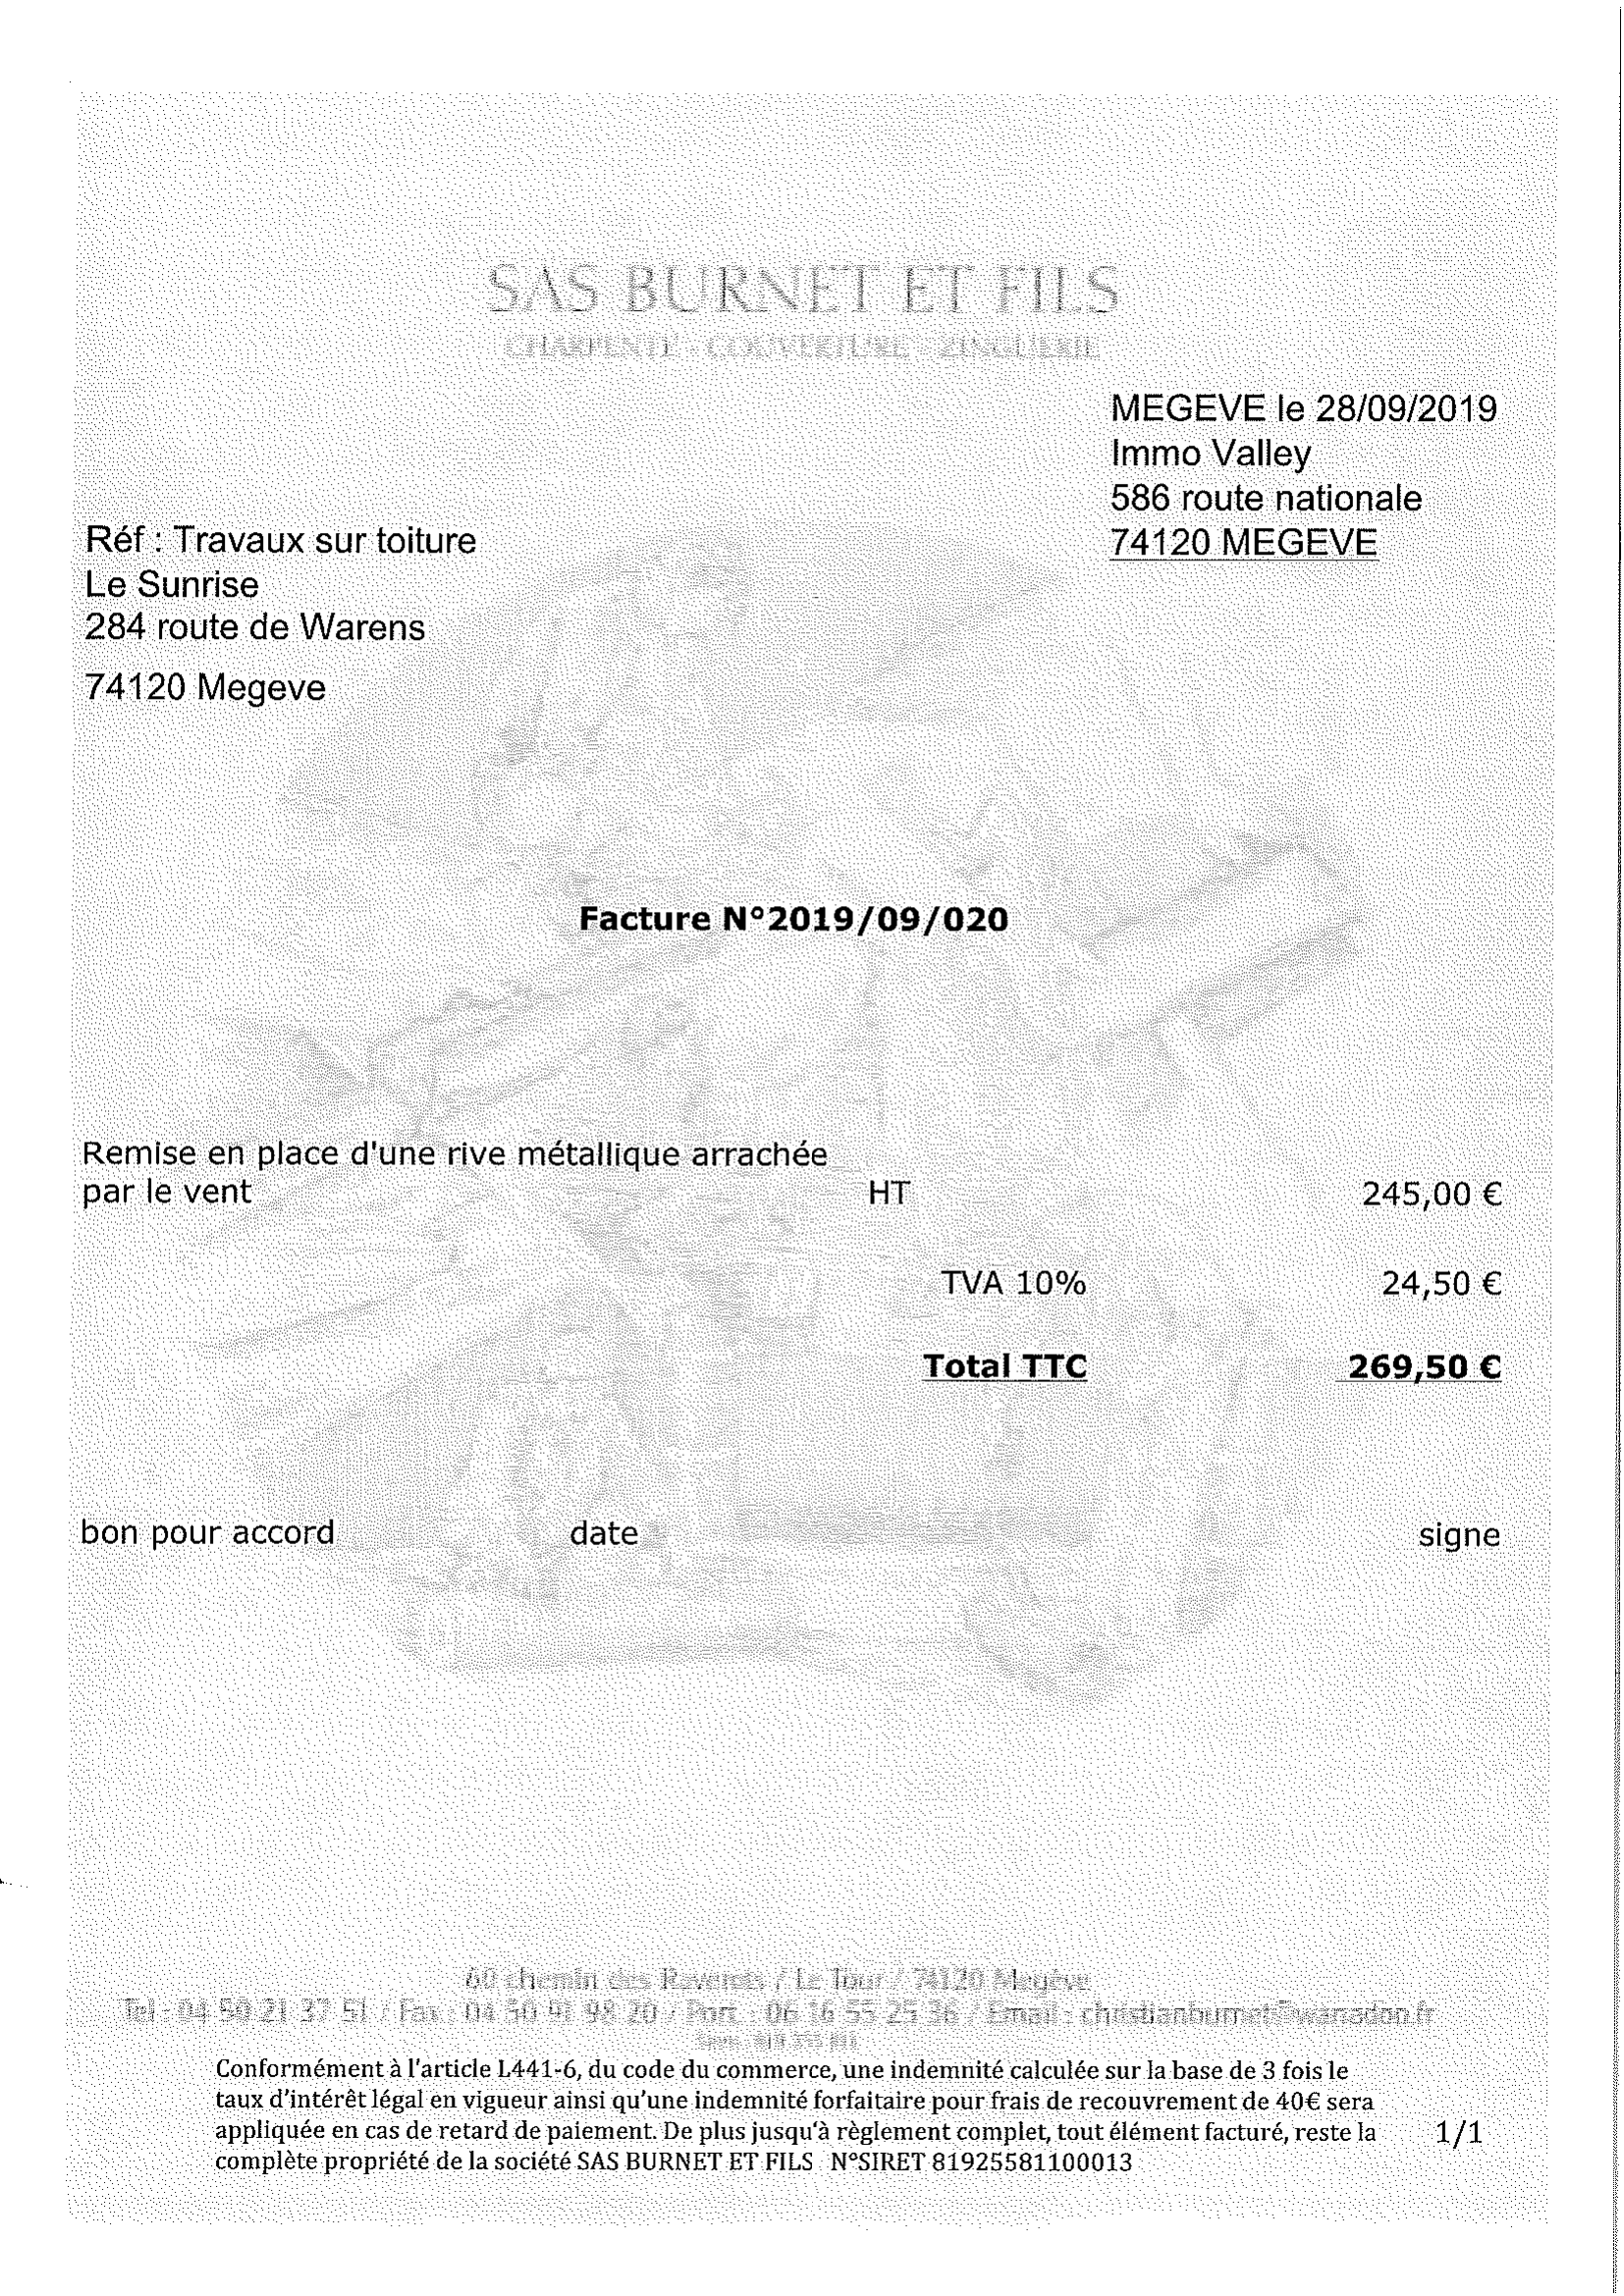 SAS BURNET ET FILS
CHARPENTE - COUVERTURE - ZINGUERIE
MEGEVE le 28/09/2019
Immo Valley
586 route nationale
74120 MEGEVE
Réf : Travaux sur toiture
Le Sunrise
284 route de Warens
74120 Megeve
Facture N°2019/09/020
Remise en place d'une rive métallique arrachée
par le vent HT 245,00 €
TVA 10% 24,50 €
Total TTC 269,50 €
bon pour accord date signe
60 chemin des / Le Tour / 74120 Megève
Tel : 04 50 21 37 51 / Fax : 04 50 91 98 20 / Port. : 06 16 55 25 36 / Email : christianburnet@wanadoo.fr
Conformément à l'article L441-6, du code du commerce, une indemnité calculée sur la base de 3 fois le
taux d'intérêt légal en vigueur ainsi qu'une indemnité forfaitaire pour frais de recouvrement de 40€ sera
appliquée en cas de retard de paiement. De plus jusqu'à règlement complet, tout élément facturé, reste la
complète propriété de la société SAS BURNET ET FILS N°SIRET 81925581100013
1/1